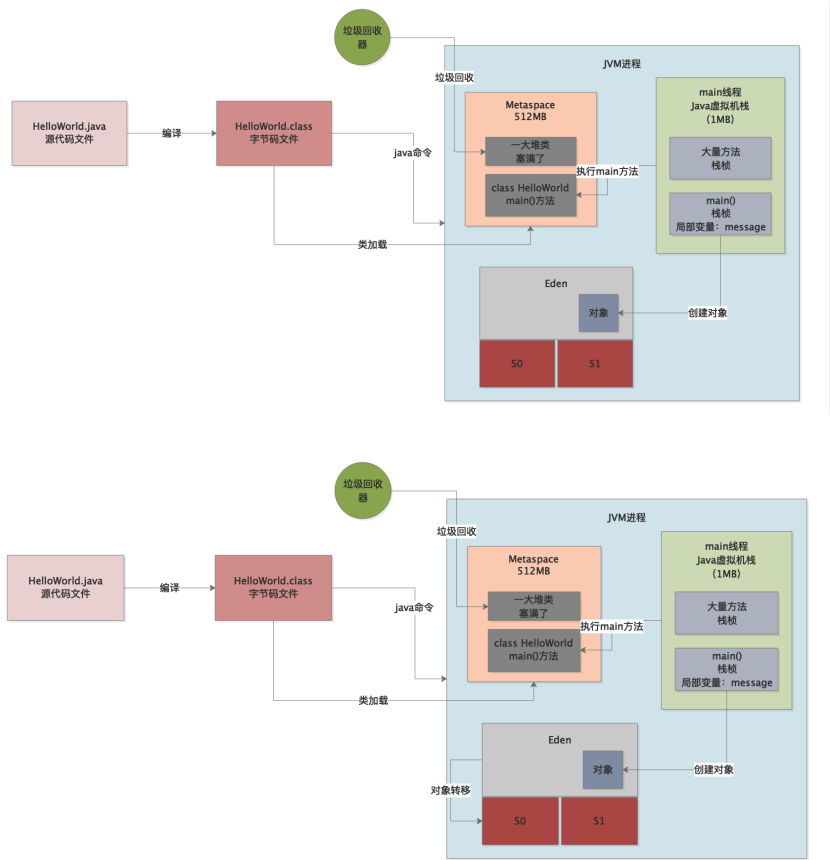 垃圾回收
器
JVM进程
垃圾回收
Metaspace
512MB
main线程
Java虚拟机栈
（1MB）
HelloWorld.java
源代码文件
编译
HelloWorld.class
字节码文件
java命令
一大堆类
塞满了
大量方法
栈桢
执行main方法
class HelloWorld
main()方法
main()
栈桢
局部变量：message
类加载
Eden
对象
创建对象
S0
S1
垃圾回收
器
JVM进程
垃圾回收
Metaspace
512MB
main线程
Java虚拟机栈
（1MB）
HelloWorld.java
源代码文件
编译
HelloWorld.class
字节码文件
java命令
一大堆类
塞满了
大量方法
栈桢
执行main方法
class HelloWorld
main()方法
main()
栈桢
局部变量：message
类加载
Eden
对象
创建对象
对象转移
S0
S1